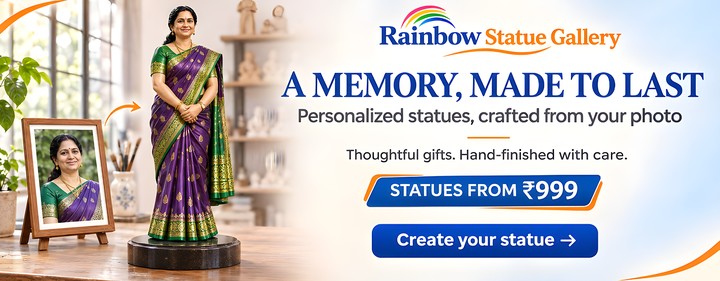 Rainbow Statue Gallery
A MEMORY, MADE TO LAST
Personalized statues, crafted from your photo
Thoughtful gifts. Hand-finished with care.
STATUES FROM ₹999
Create your statue →